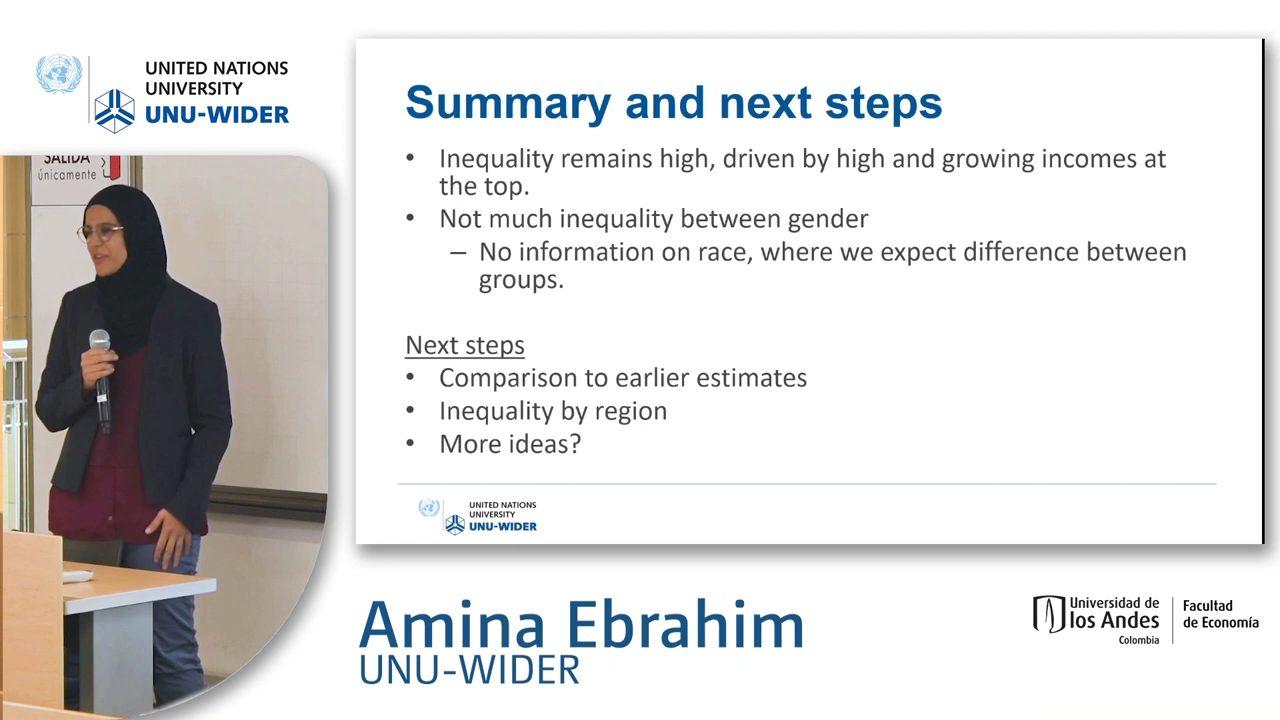 UNITED NATIONS
UNIVERSITY
UNU-WIDER
SALIDA
únicamente
Summary and next steps
• Inequality remains high, driven by high and growing incomes at
the top.
• Not much inequality between gender
– No information on race, where we expect difference between
groups.
Next steps
• Comparison to earlier estimates
• Inequality by region
• More ideas?
UNITED NATIONS
UNIVERSITY
UNU-WIDER
Amina Ebrahim
UNU-WIDER
Universidad de
los Andes
Colombia
Facultad
de Economía